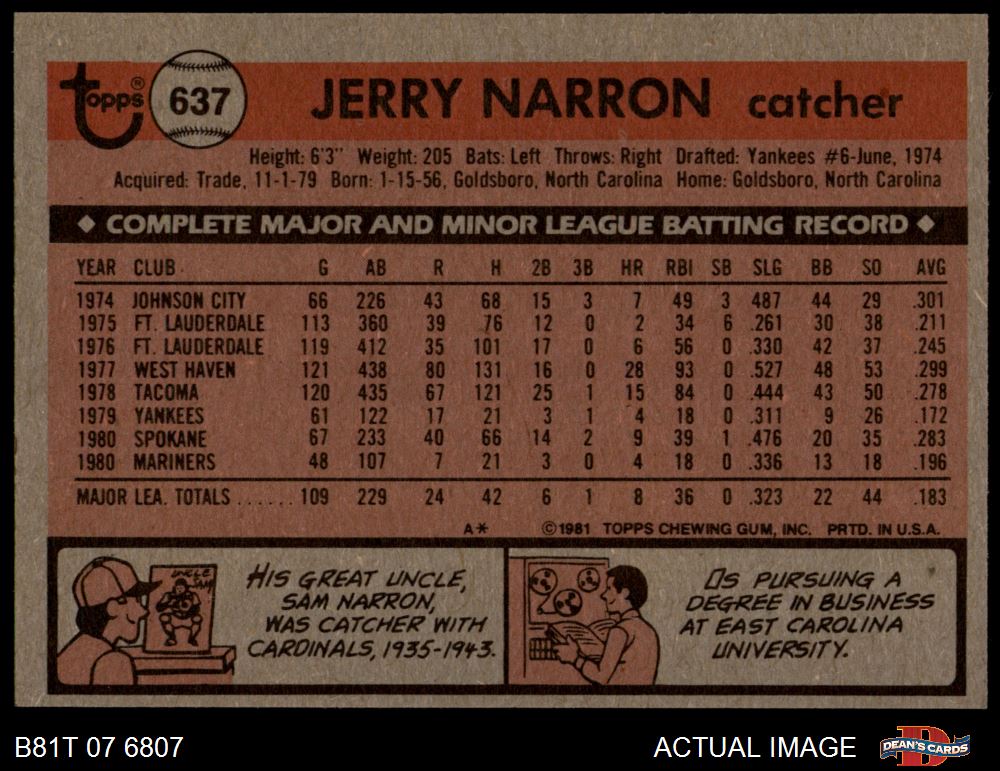 Topps® 637 JERRY NARRON catcher
Height: 6'3" Weight: 205 Bats: Left Throws: Right Drafted: Yankees #6-June, 1974
Acquired: Trade, 11-1-79 Born: 1-15-56, Goldsboro, North Carolina Home: Goldsboro, North Carolina
◆ COMPLETE MAJOR AND MINOR LEAGUE BATTING RECORD ◆
YEAR CLUB G AB R H 2B 3B HR RBI SB SLG BB SO AVG
1974 JOHNSON CITY 66 226 43 68 15 3 7 49 3 .487 44 29 .301
1975 FT. LAUDERDALE 113 360 39 76 12 0 2 34 6 .261 30 38 .211
1976 FT. LAUDERDALE 119 412 35 101 17 0 6 56 0 .330 42 37 .245
1977 WEST HAVEN 121 438 80 131 16 0 28 93 0 .527 48 53 .299
1978 TACOMA 120 435 67 121 25 1 15 84 0 .444 43 50 .278
1979 YANKEES 61 122 17 21 3 1 4 18 0 .311 9 26 .172
1980 SPOKANE 67 233 40 66 14 2 9 39 1 .476 20 35 .283
1980 MARINERS 48 107 7 21 3 0 4 18 0 .336 13 18 .196
MAJOR LEA. TOTALS ...... 109 229 24 42 6 1 8 36 0 .323 22 44 .183
A* ©1981 TOPPS CHEWING GUM, INC. PRTD. IN U.S.A.
UNCLE
SAM
HIS GREAT UNCLE,
SAM NARRON,
WAS CATCHER WITH
CARDINALS, 1935-1943.
IS PURSUING A
DEGREE IN BUSINESS
AT EAST CAROLINA
UNIVERSITY.
B81T 07 6807
ACTUAL IMAGE
D
DEAN'S CARDS